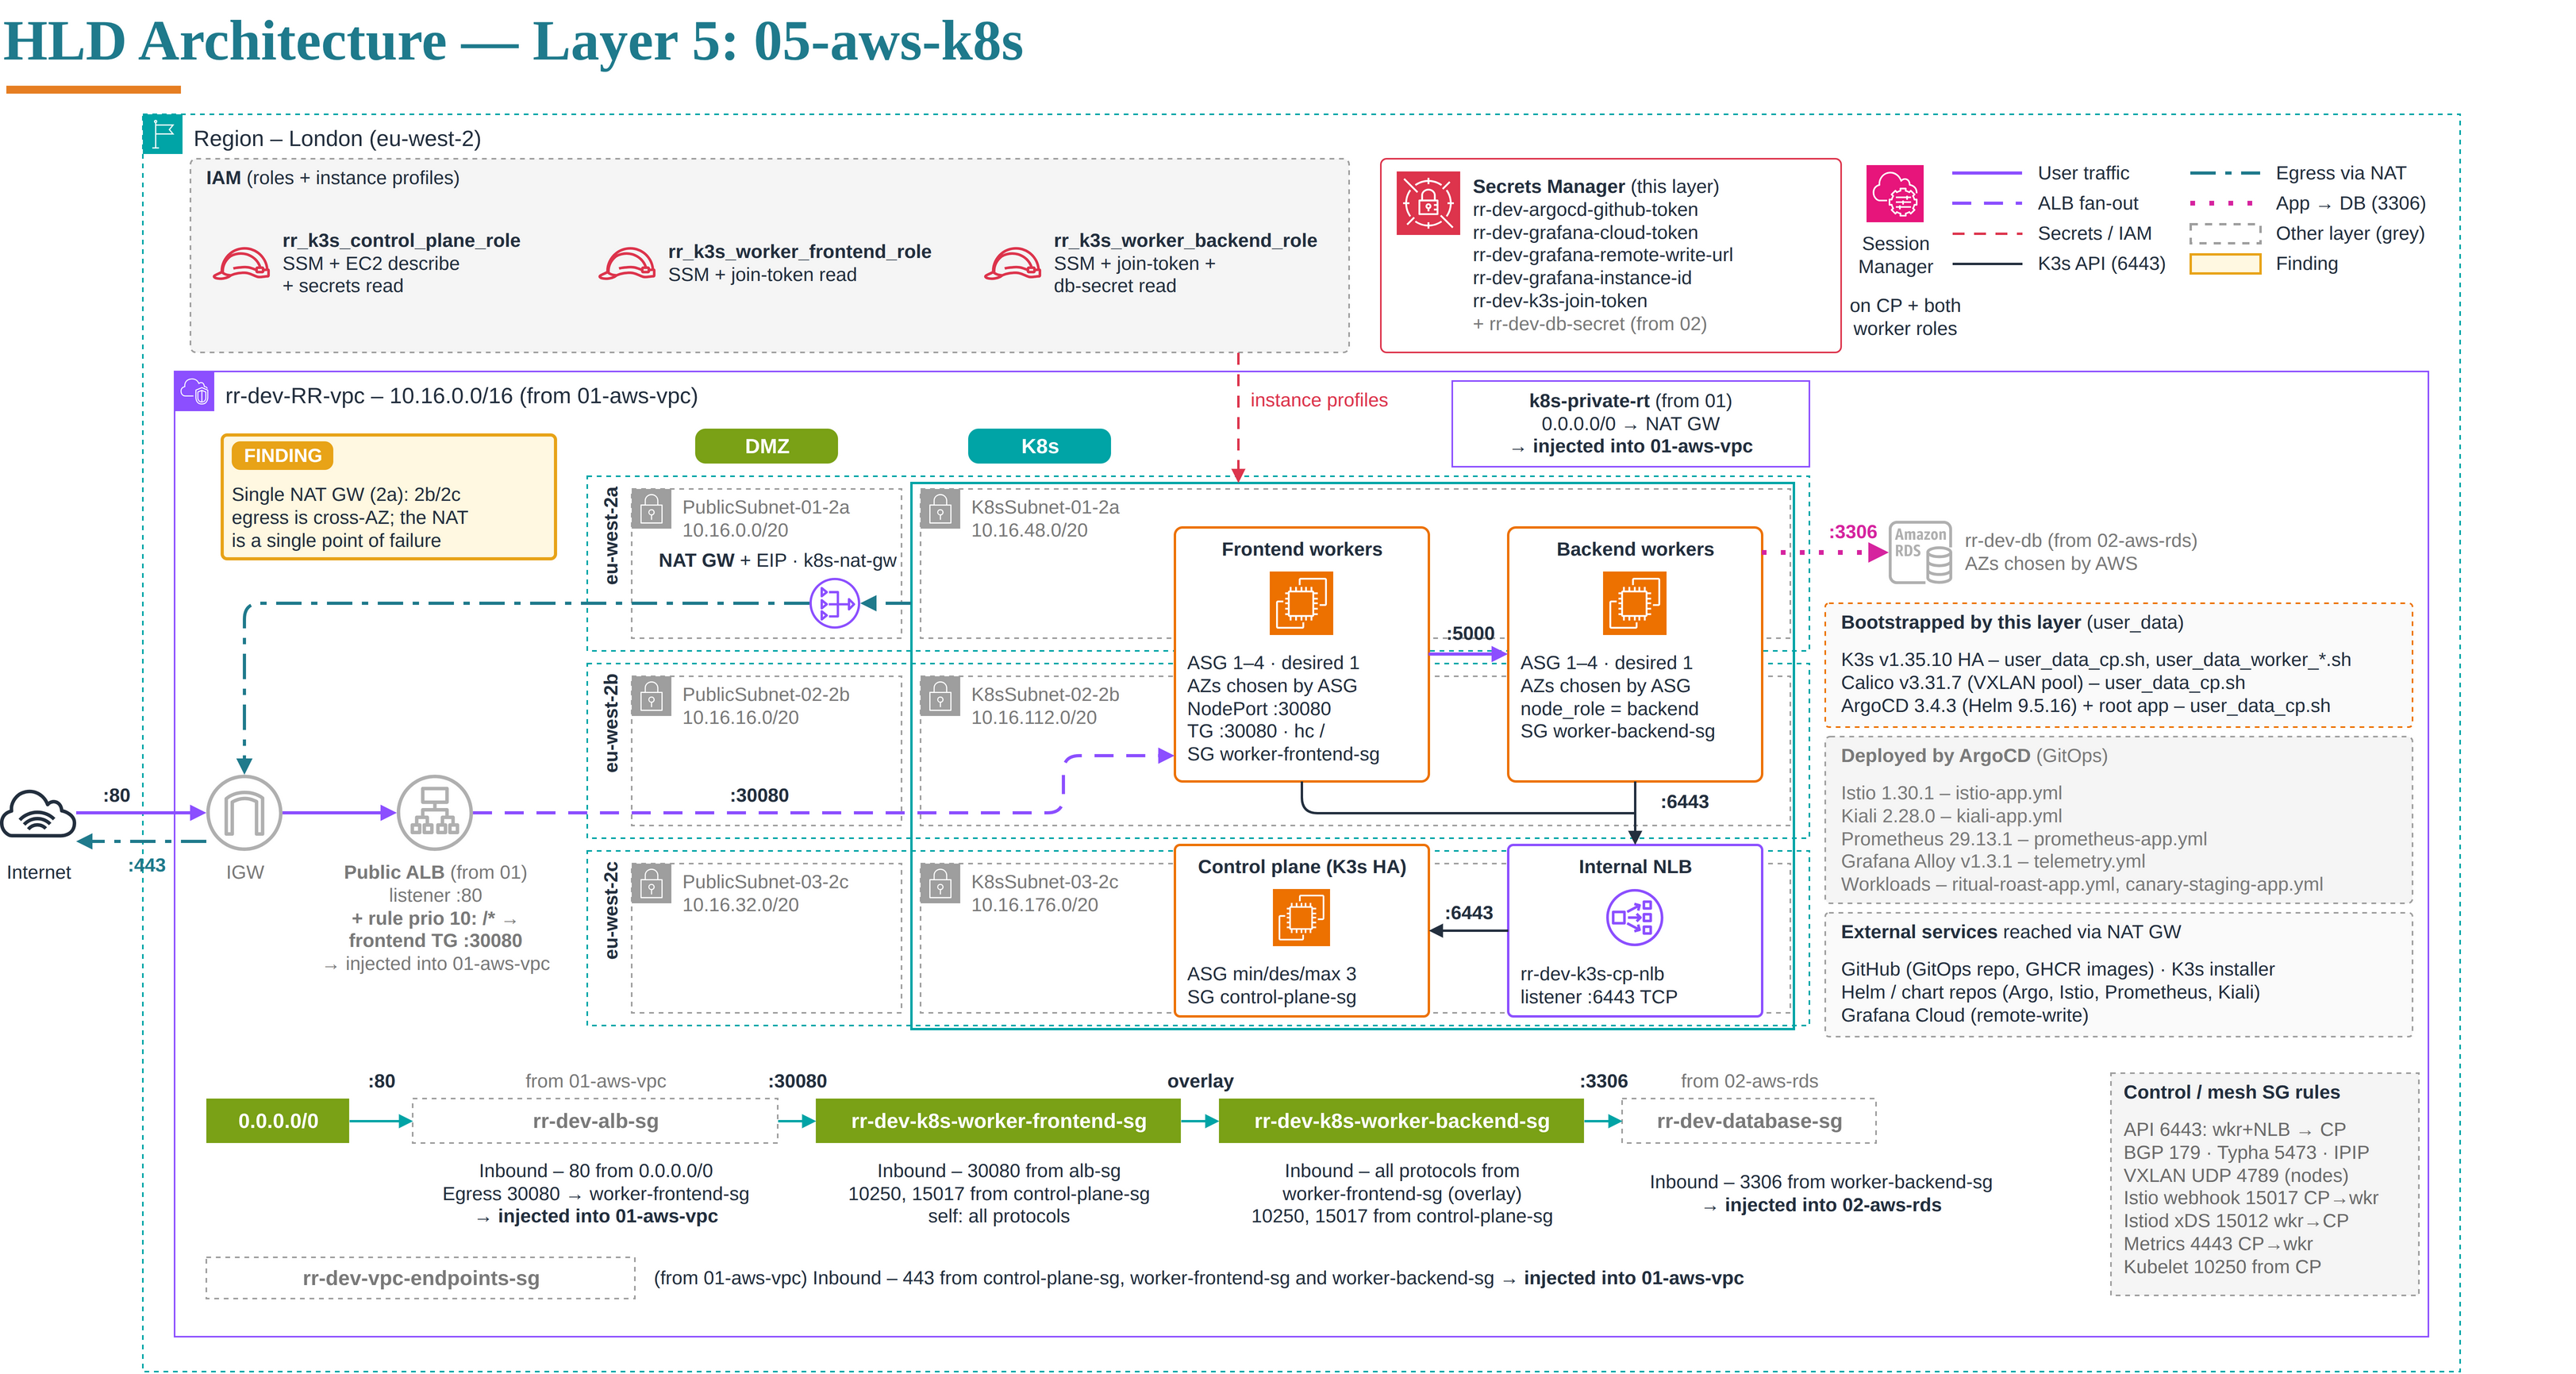 HLD Architecture — Layer 5: 05-aws-k8s
Region – London (eu-west-2)
IAM (roles + instance profiles)
rr_k3s_control_plane_role
SSM + EC2 describe
+ secrets read
rr_k3s_worker_frontend_role
SSM + join-token read
rr_k3s_worker_backend_role
SSM + join-token +
db-secret read
Secrets Manager (this layer)
rr-dev-argocd-github-token
rr-dev-grafana-cloud-token
rr-dev-grafana-remote-write-url
rr-dev-grafana-instance-id
rr-dev-k3s-join-token
+ rr-dev-db-secret (from 02)
Session
Manager
on CP + both
worker roles
User traffic
ALB fan-out
Secrets / IAM
K3s API (6443)
Egress via NAT
App → DB (3306)
Other layer (grey)
Finding
rr-dev-RR-vpc – 10.16.0.0/16 (from 01-aws-vpc)
instance profiles
k8s-private-rt (from 01)
0.0.0.0/0 → NAT GW
→ injected into 01-aws-vpc
FINDING
Single NAT GW (2a): 2b/2c
egress is cross-AZ; the NAT
is a single point of failure
DMZ
K8s
eu-west-2a
PublicSubnet-01-2a
10.16.0.0/20
NAT GW + EIP · k8s-nat-gw
K8sSubnet-01-2a
10.16.48.0/20
eu-west-2b
PublicSubnet-02-2b
10.16.16.0/20
:30080
K8sSubnet-02-2b
10.16.112.0/20
eu-west-2c
PublicSubnet-03-2c
10.16.32.0/20
K8sSubnet-03-2c
10.16.176.0/20
Frontend workers
ASG 1–4 · desired 1
AZs chosen by ASG
NodePort :30080
TG :30080 · hc /
SG worker-frontend-sg
:5000
Backend workers
ASG 1–4 · desired 1
AZs chosen by ASG
node_role = backend
SG worker-backend-sg
:6443
Control plane (K3s HA)
ASG min/des/max 3
SG control-plane-sg
:6443
Internal NLB
rr-dev-k3s-cp-nlb
listener :6443 TCP
:3306
Amazon
RDS
rr-dev-db (from 02-aws-rds)
AZs chosen by AWS
Bootstrapped by this layer (user_data)
K3s v1.35.10 HA – user_data_cp.sh, user_data_worker_*.sh
Calico v3.31.7 (VXLAN pool) – user_data_cp.sh
ArgoCD 3.4.3 (Helm 9.5.16) + root app – user_data_cp.sh
Deployed by ArgoCD (GitOps)
Istio 1.30.1 – istio-app.yml
Kiali 2.28.0 – kiali-app.yml
Prometheus 29.13.1 – prometheus-app.yml
Grafana Alloy v1.3.1 – telemetry.yml
Workloads – ritual-roast-app.yml, canary-staging-app.yml
External services reached via NAT GW
GitHub (GitOps repo, GHCR images) · K3s installer
Helm / chart repos (Argo, Istio, Prometheus, Kiali)
Grafana Cloud (remote-write)
:80
:443
Internet
IGW
Public ALB (from 01)
listener :80
+ rule prio 10: /* →
frontend TG :30080
→ injected into 01-aws-vpc
:80
from 01-aws-vpc
:30080
overlay
:3306
from 02-aws-rds
0.0.0.0/0
rr-dev-alb-sg
rr-dev-k8s-worker-frontend-sg
rr-dev-k8s-worker-backend-sg
rr-dev-database-sg
Inbound – 80 from 0.0.0.0/0
Egress 30080 → worker-frontend-sg
→ injected into 01-aws-vpc
Inbound – 30080 from alb-sg
10250, 15017 from control-plane-sg
self: all protocols
Inbound – all protocols from
worker-frontend-sg (overlay)
10250, 15017 from control-plane-sg
Inbound – 3306 from worker-backend-sg
→ injected into 02-aws-rds
Control / mesh SG rules
API 6443: wkr+NLB → CP
BGP 179 · Typha 5473 · IPIP
VXLAN UDP 4789 (nodes)
Istio webhook 15017 CP→wkr
Istiod xDS 15012 wkr→CP
Metrics 4443 CP→wkr
Kubelet 10250 from CP
rr-dev-vpc-endpoints-sg
(from 01-aws-vpc) Inbound – 443 from control-plane-sg, worker-frontend-sg and worker-backend-sg → injected into 01-aws-vpc